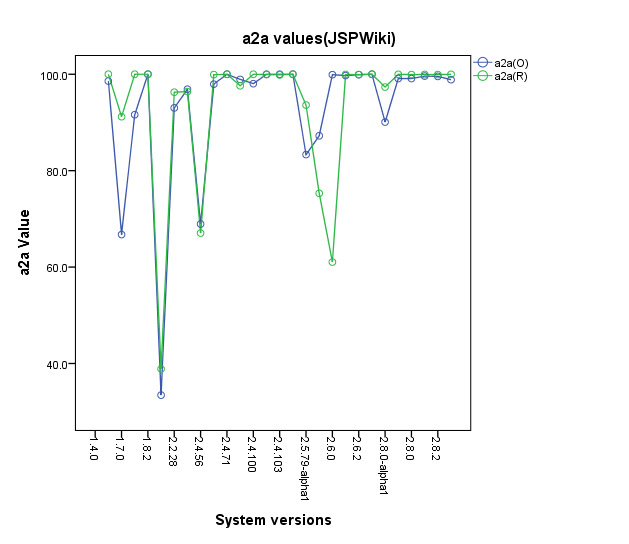 a2a values(JSPWiki)
a2a(O)
a2a(R)
100.0
80.0
60.0
40.0
a2a Value
1.4.0
1.7.0
1.8.2
2.2.28
2.4.56
2.4.71
2.4.100
2.4.103
2.5.79-alpha1
2.6.0
2.6.2
2.8.0-alpha1
2.8.0
2.8.2
System versions